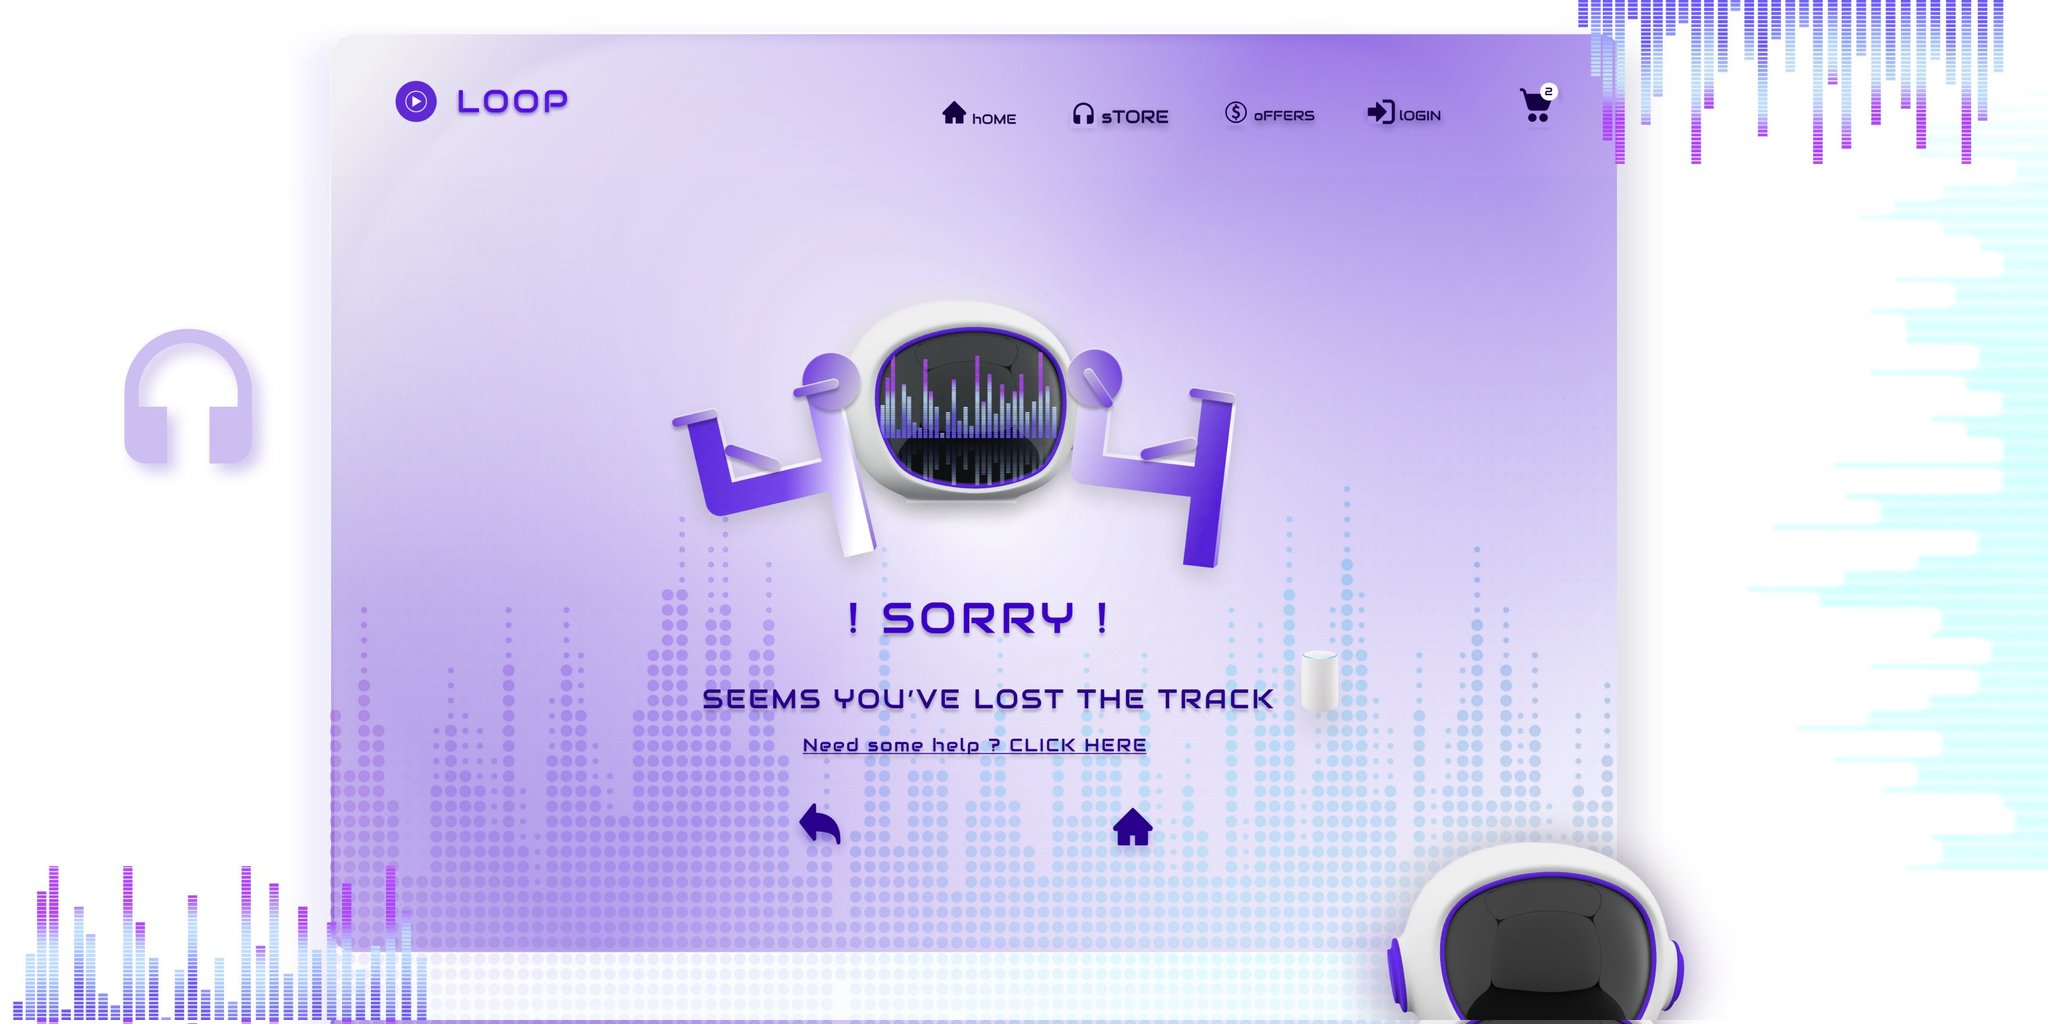 LOOP
hOME
sTORE
oFFERS
lOGIN
2
404
! SORRY !
SEEMS YOU'VE LOST THE TRACK
Need some help ? CLICK HERE